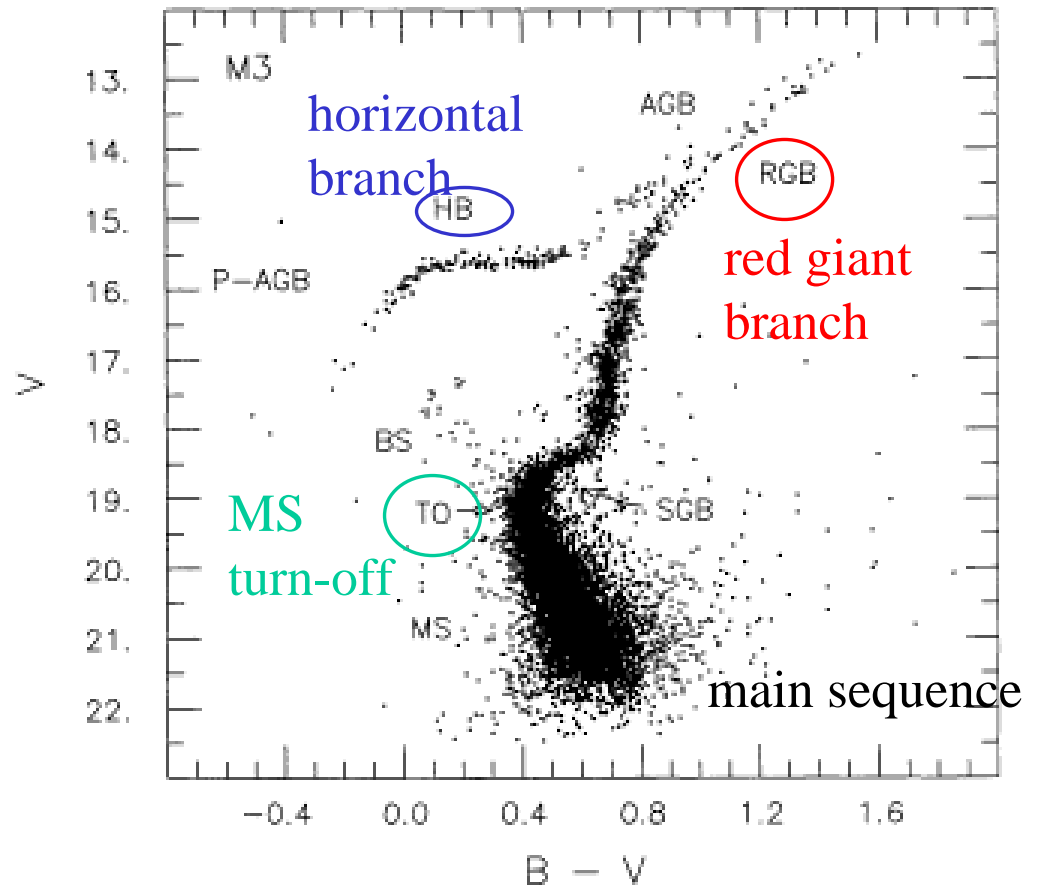 M3
horizontal
branch
AGB
HB
RGB
red giant
branch
P-AGB
BS
MS
turn-off
TO
SGB
MS
main sequence
13.
14.
15.
16.
17.
18.
19.
20.
21.
22.
V
-0.4 0.0 0.4 0.8 1.2 1.6
B - V